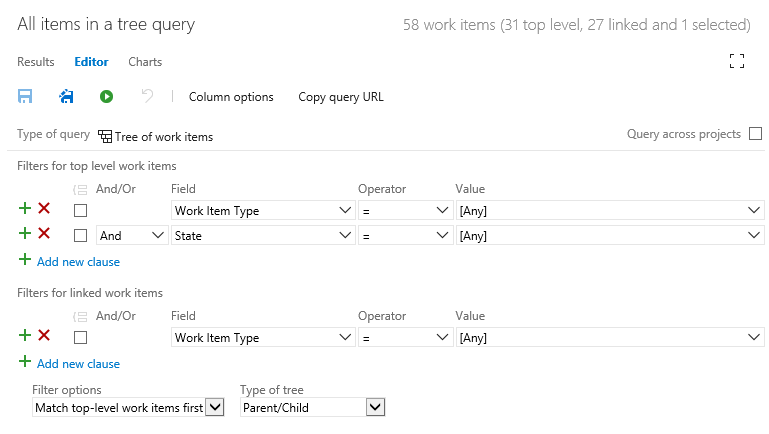 All items in a tree query 58 work items (31 top level, 27 linked and 1 selected)
Results Editor Charts
Column options Copy query URL
Type of query Tree of work items Query across projects
Filters for top level work items
And/Or Field Operator Value
Work Item Type = [Any]
And State = [Any]
Add new clause
Filters for linked work items
And/Or Field Operator Value
Work Item Type = [Any]
Add new clause
Filter options Type of tree
Match top-level work items first Parent/Child